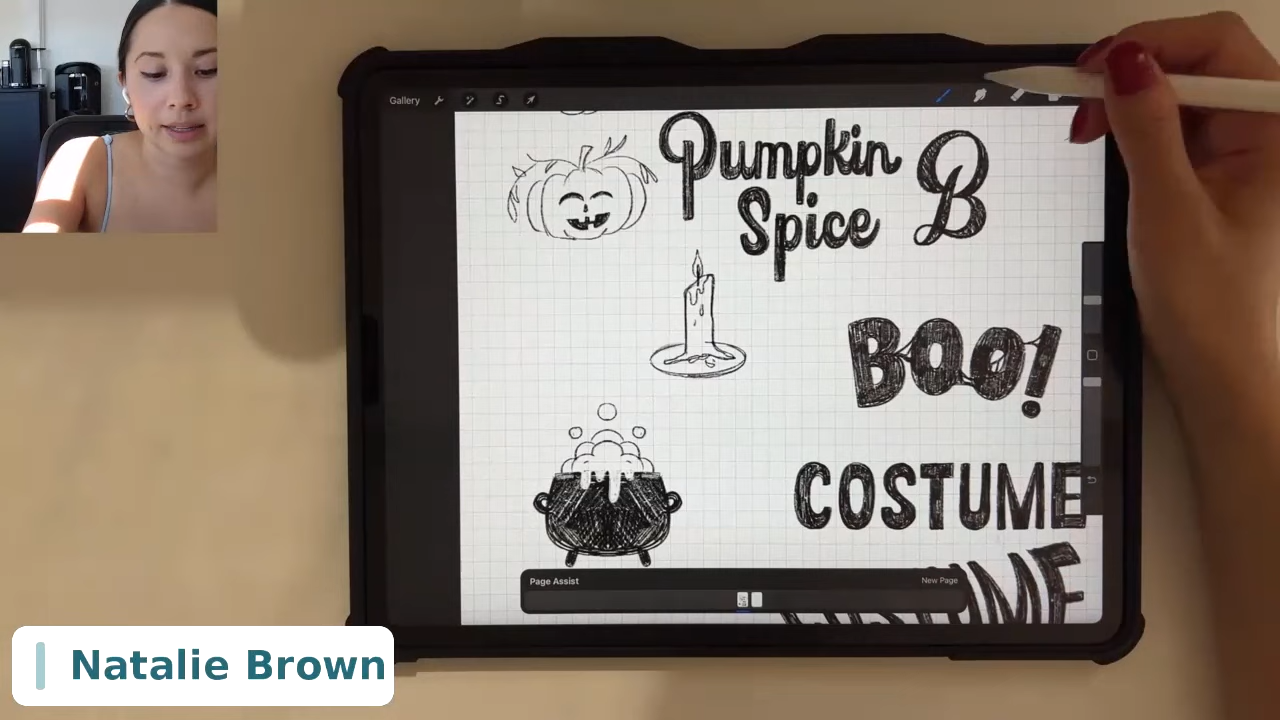 Gallery
Pumpkin
Spice
B
BOO!
COSTUME
Page Assist
New Page
Natalie Brown